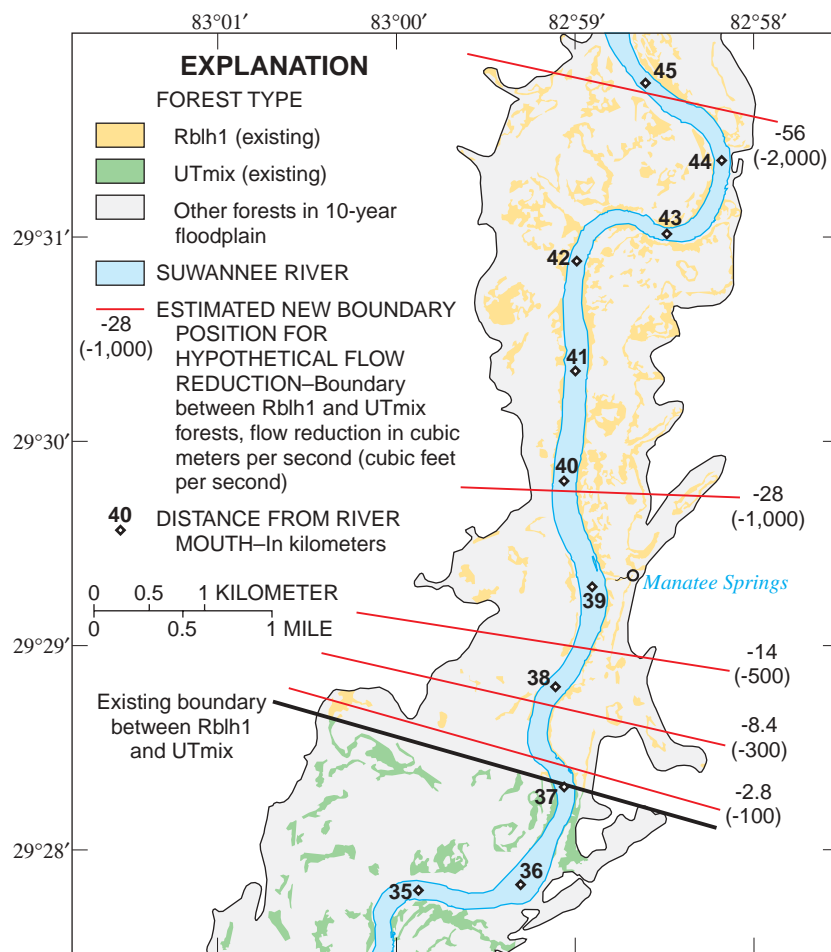 83°01′ 83°00′ 82°59′ 82°58′
EXPLANATION
FOREST TYPE
Rblh1 (existing)
UTmix (existing)
Other forests in 10-year
floodplain
SUWANNEE RIVER
ESTIMATED NEW BOUNDARY
POSITION FOR
HYPOTHETICAL FLOW
REDUCTION–Boundary
between Rblh1 and UTmix
forests, flow reduction in cubic
meters per second (cubic feet
per second)
-28
(-1,000)
40
DISTANCE FROM RIVER
MOUTH–In kilometers
0 0.5 1 KILOMETER
0 0.5 1 MILE
29°31′
29°30′
29°29′
29°28′
45
-56
(-2,000)
44
43
42
41
40
-28
(-1,000)
Manatee Springs
39
-14
(-500)
38
-8.4
(-300)
Existing boundary
between Rblh1
and UTmix
37
-2.8
(-100)
36
35